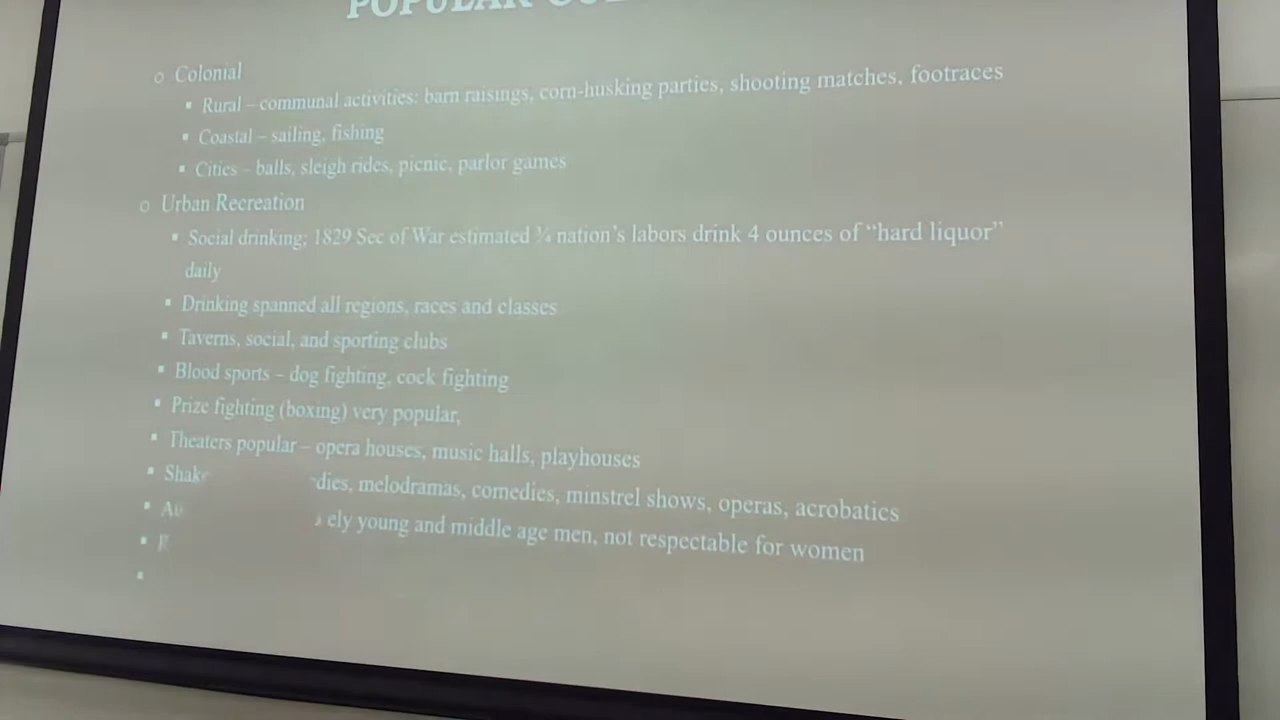 POPULAR
○ Colonial
▪ Rural – communal activities: barn raisings, corn-husking parties, shooting matches, footraces
▪ Coastal – sailing, fishing
▪ Cities – balls, sleigh rides, picnic, parlor games
○ Urban Recreation
▪ Social drinking; 1829 Sec of War estimated ¾ nation's labors drink 4 ounces of “hard liquor”
daily
▪ Drinking spanned all regions, races and classes
▪ Taverns, social, and sporting clubs
▪ Blood sports – dog fighting, cock fighting
▪ Prize fighting (boxing) very popular,
▪ Theaters popular – opera houses, music halls, playhouses
▪ melodramas, comedies, minstrel shows, operas, acrobatics
▪ young and middle age men, not respectable for women